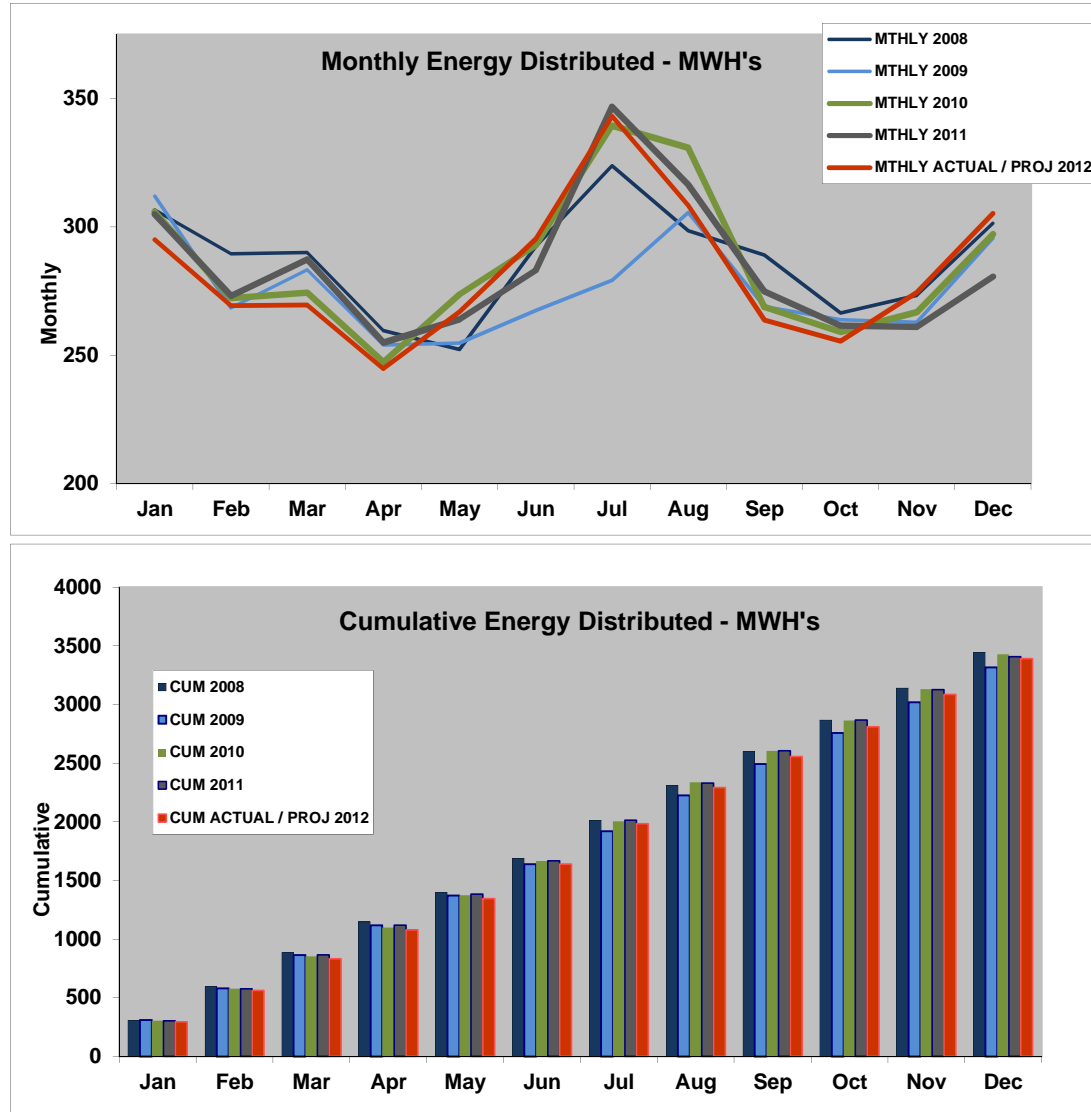 Monthly Energy Distributed - MWH's
MTHLY 2008
MTHLY 2009
MTHLY 2010
MTHLY 2011
MTHLY ACTUAL / PROJ 2012
Monthly
350
300
250
200
Jan Feb Mar Apr May Jun Jul Aug Sep Oct Nov Dec
Cumulative Energy Distributed - MWH's
CUM 2008
CUM 2009
CUM 2010
CUM 2011
CUM ACTUAL / PROJ 2012
Cumulative
4000
3500
3000
2500
2000
1500
1000
500
0
Jan Feb Mar Apr May Jun Jul Aug Sep Oct Nov Dec